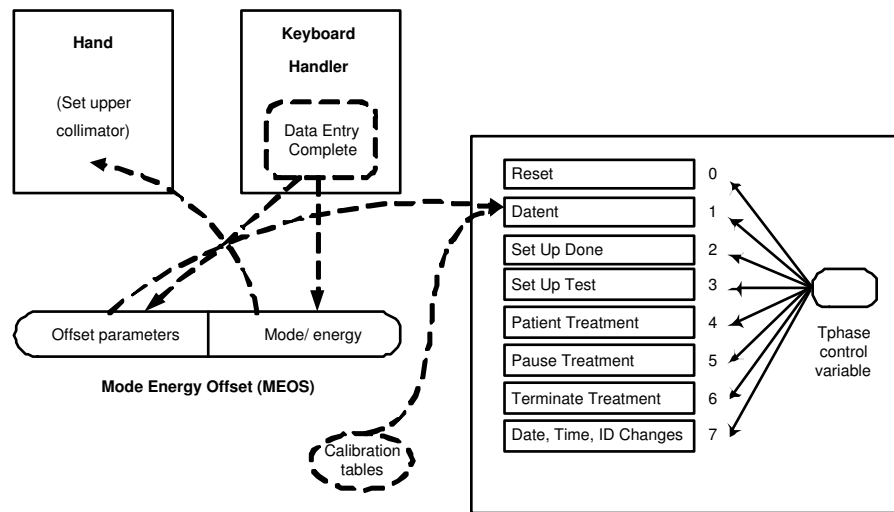 Hand
(Set upper
collimator)
Keyboard
Handler
Data Entry
Complete
Offset parameters
Mode/ energy
Mode Energy Offset (MEOS)
Calibration
tables
Reset 0
Datent 1
Set Up Done 2
Set Up Test 3
Patient Treatment 4
Pause Treatment 5
Terminate Treatment 6
Date, Time, ID Changes 7
Tphase
control
variable